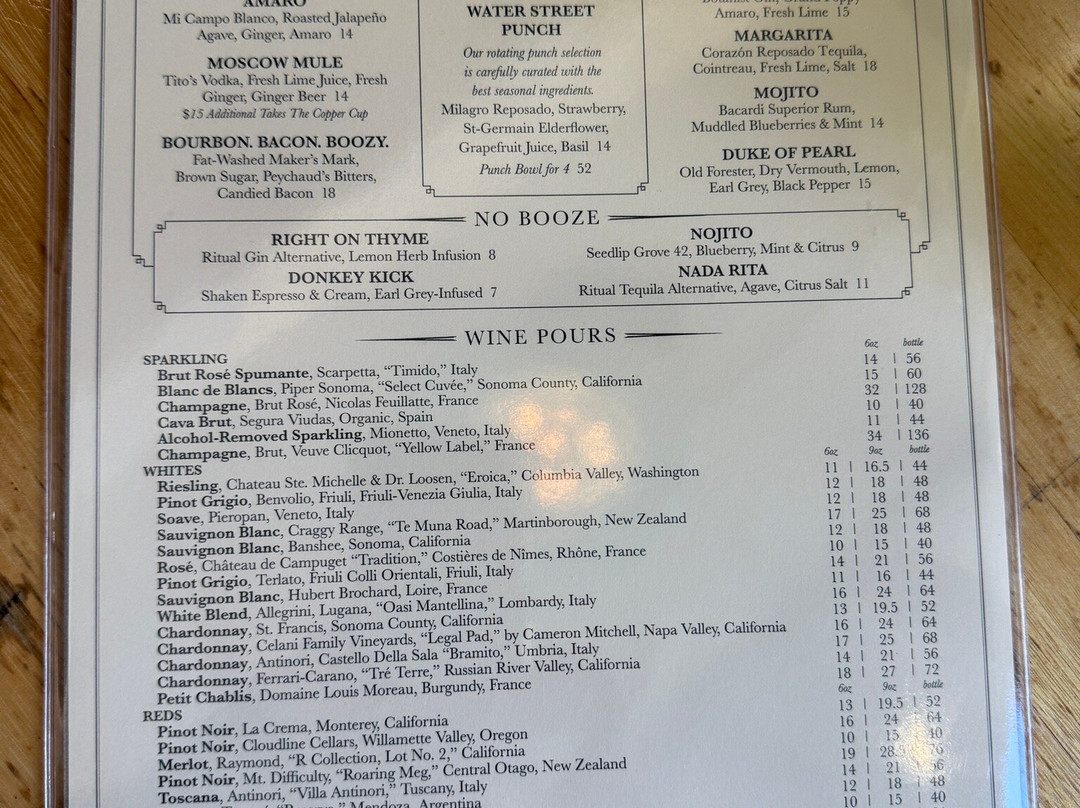 AMARO
Mi Campo Blanco, Roasted Jalapeño
Agave, Ginger, Amaro 14
MOSCOW MULE
Tito's Vodka, Fresh Lime Juice, Fresh
Ginger, Ginger Beer 14
$15 Additional Takes The Copper Cup
BOURBON. BACON. BOOZY.
Fat-Washed Maker's Mark,
Brown Sugar, Peychaud's Bitters,
Candied Bacon 18
WATER STREET
PUNCH
Our rotating punch selection
is carefully curated with the
best seasonal ingredients.
Milagro Reposado, Strawberry,
St-Germain Elderflower,
Grapefruit Juice, Basil 14
Punch Bowl for 4 52
Amaro, Fresh Lime 15
MARGARITA
Corazón Reposado Tequila,
Cointreau, Fresh Lime, Salt 18
MOJITO
Bacardi Superior Rum,
Muddled Blueberries & Mint 14
DUKE OF PEARL
Old Forester, Dry Vermouth, Lemon,
Earl Grey, Black Pepper 15
NO BOOZE
RIGHT ON THYME
Ritual Gin Alternative, Lemon Herb Infusion 8
DONKEY KICK
Shaken Espresso & Cream, Earl Grey-Infused 7
NOJITO
Seedlip Grove 42, Blueberry, Mint & Citrus 9
NADA RITA
Ritual Tequila Alternative, Agave, Citrus Salt 11
WINE POURS
SPARKLING 6oz bottle
Brut Rosé Spumante, Scarpetta, “Timido,” Italy 14 | 56
Blanc de Blancs, Piper Sonoma, “Select Cuvée,” Sonoma County, California 15 | 60
Champagne, Brut Rosé, Nicolas Feuillatte, France 32 | 128
Cava Brut, Segura Viudas, Organic, Spain 10 | 40
Alcohol-Removed Sparkling, Mionetto, Veneto, Italy 11 | 44
Champagne, Brut, Veuve Clicquot, “Yellow Label,” France 34 | 136
WHITES 6oz 9oz bottle
Riesling, Chateau Ste. Michelle & Dr. Loosen, “Eroica,” Columbia Valley, Washington 11 | 16.5 | 44
Pinot Grigio, Benvolio, Friuli, Friuli-Venezia Giulia, Italy 12 | 18 | 48
Soave, Pieropan, Veneto, Italy 12 | 18 | 48
Sauvignon Blanc, Craggy Range, “Te Muna Road,” Martinborough, New Zealand 17 | 25 | 68
Sauvignon Blanc, Banshee, Sonoma, California 12 | 18 | 48
Rosé, Château de Campuget “Tradition,” Costières de Nîmes, Rhône, France 10 | 15 | 40
Pinot Grigio, Terlato, Friuli Colli Orientali, Friuli, Italy 14 | 21 | 56
Sauvignon Blanc, Hubert Brochard, Loire, France 11 | 16 | 44
White Blend, Allegrini, Lugana, “Oasi Mantellina,” Lombardy, Italy 16 | 24 | 64
Chardonnay, St. Francis, Sonoma County, California 13 | 19.5 | 52
Chardonnay, Celani Family Vineyards, “Legal Pad,” by Cameron Mitchell, Napa Valley, California 16 | 24 | 64
Chardonnay, Antinori, Castello Della Sala “Bramito,” Umbria, Italy 17 | 25 | 68
Chardonnay, Ferrari-Carano, “Tré Terre,” Russian River Valley, California 14 | 21 | 56
Petit Chablis, Domaine Louis Moreau, Burgundy, France 18 | 27 | 72
REDS 6oz 9oz bottle
Pinot Noir, La Crema, Monterey, California 13 | 19.5 | 52
Pinot Noir, Cloudline Cellars, Willamette Valley, Oregon 16 | 24 | 64
Merlot, Raymond, “R Collection, Lot No. 2,” California 10 | 15 | 40
Pinot Noir, Mt. Difficulty, “Roaring Meg,” Central Otago, New Zealand 19 | 28.5 | 76
Toscana, Antinori, “Villa Antinori,” Tuscany, Italy 14 | 21 | 56
Mendoza, Argentina 12 | 18 | 48
10 | 15 | 40